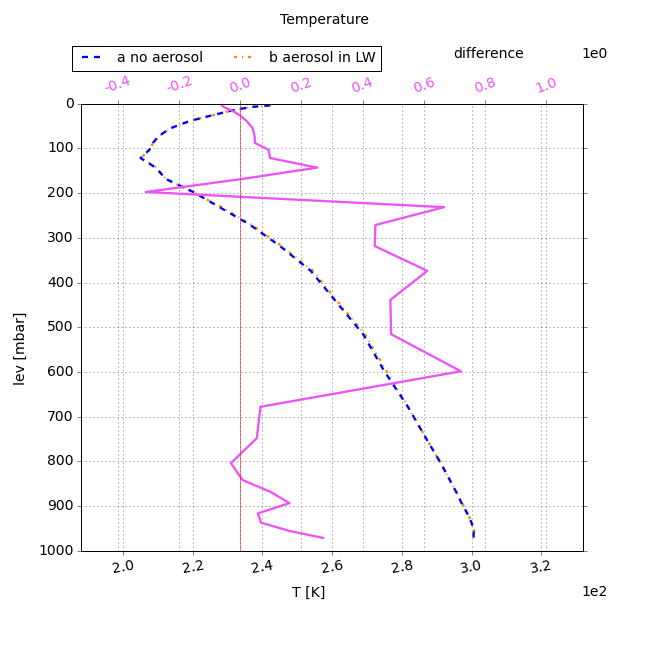 Temperature
a no aerosol
b aerosol in LW
difference
1e0
-0.4 -0.2 0.0 0.2 0.4 0.6 0.8 1.0
0
100
200
300
400
500
600
700
800
900
1000
lev [mbar]
2.0 2.2 2.4 2.6 2.8 3.0 3.2
T [K]
1e2